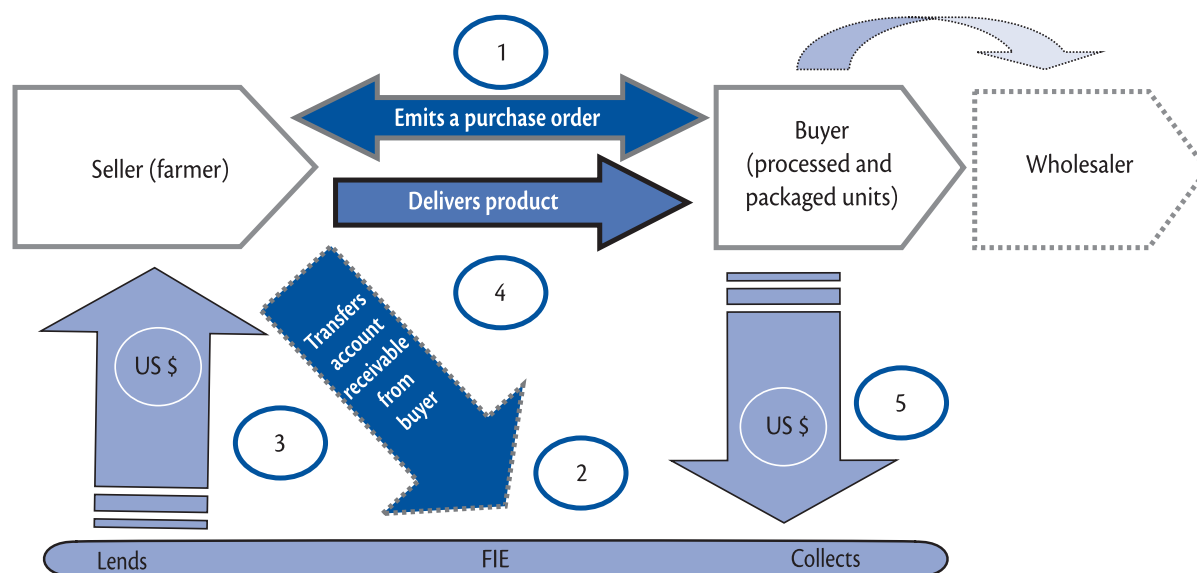 1
Emits a purchase order
Seller (farmer)
Buyer
(processed and
packaged units)
Wholesaler
Delivers product
4
Transfers
account
receivable
from
buyer
US $
3
2
US $
5
Lends
FIE
Collects